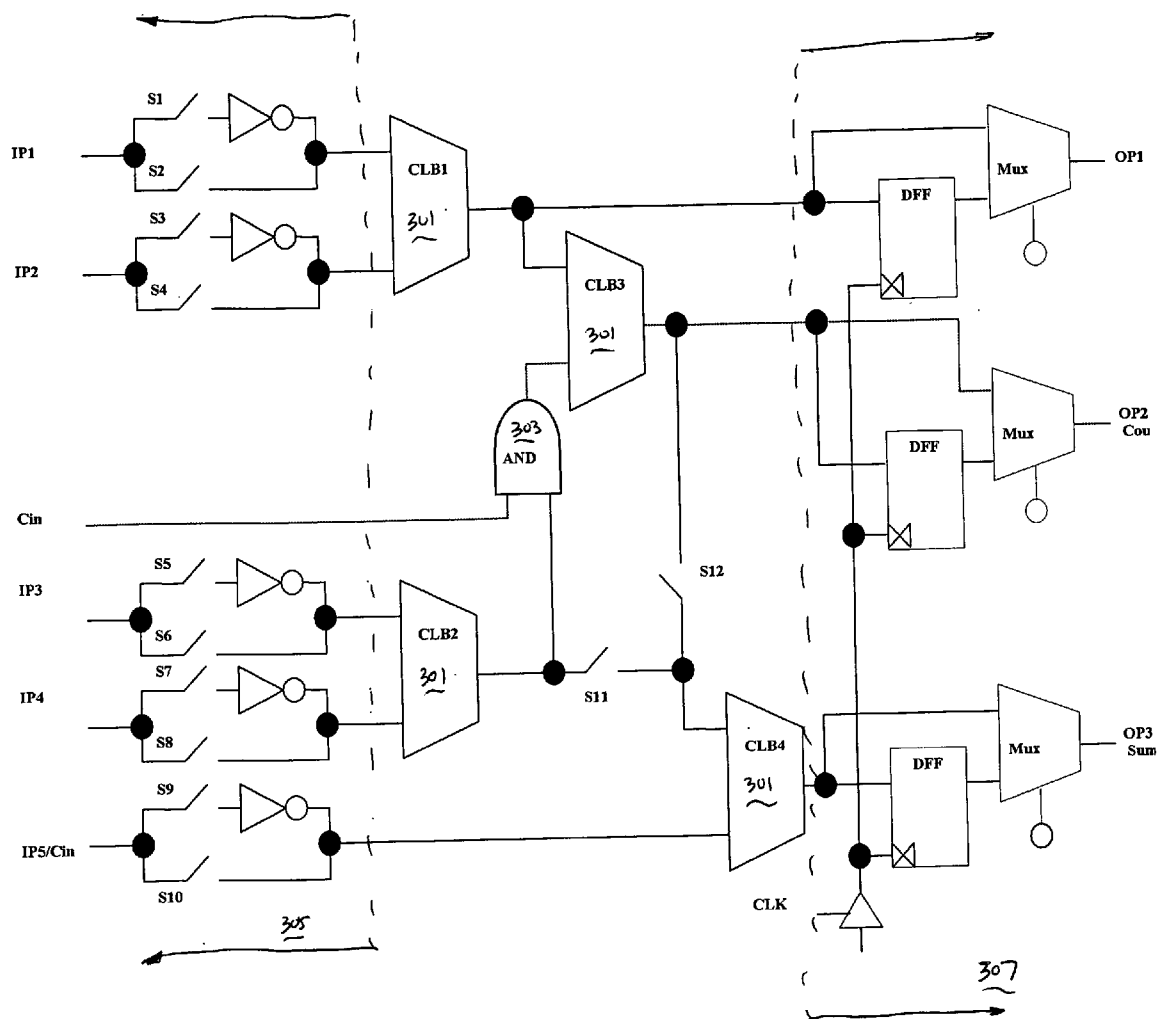 S1
IP1
S2
CLB1
301
S3
IP2
S4
CLB3
301
DFF
Mux
OP1
303
AND
DFF
Mux
OP2
Cou
Cin
S5
IP3
S6
CLB2
301
S7
IP4
S8
S12
S11
S9
IP5/Cin
S10
CLB4
301
DFF
Mux
OP3
Sum
CLK
305
307